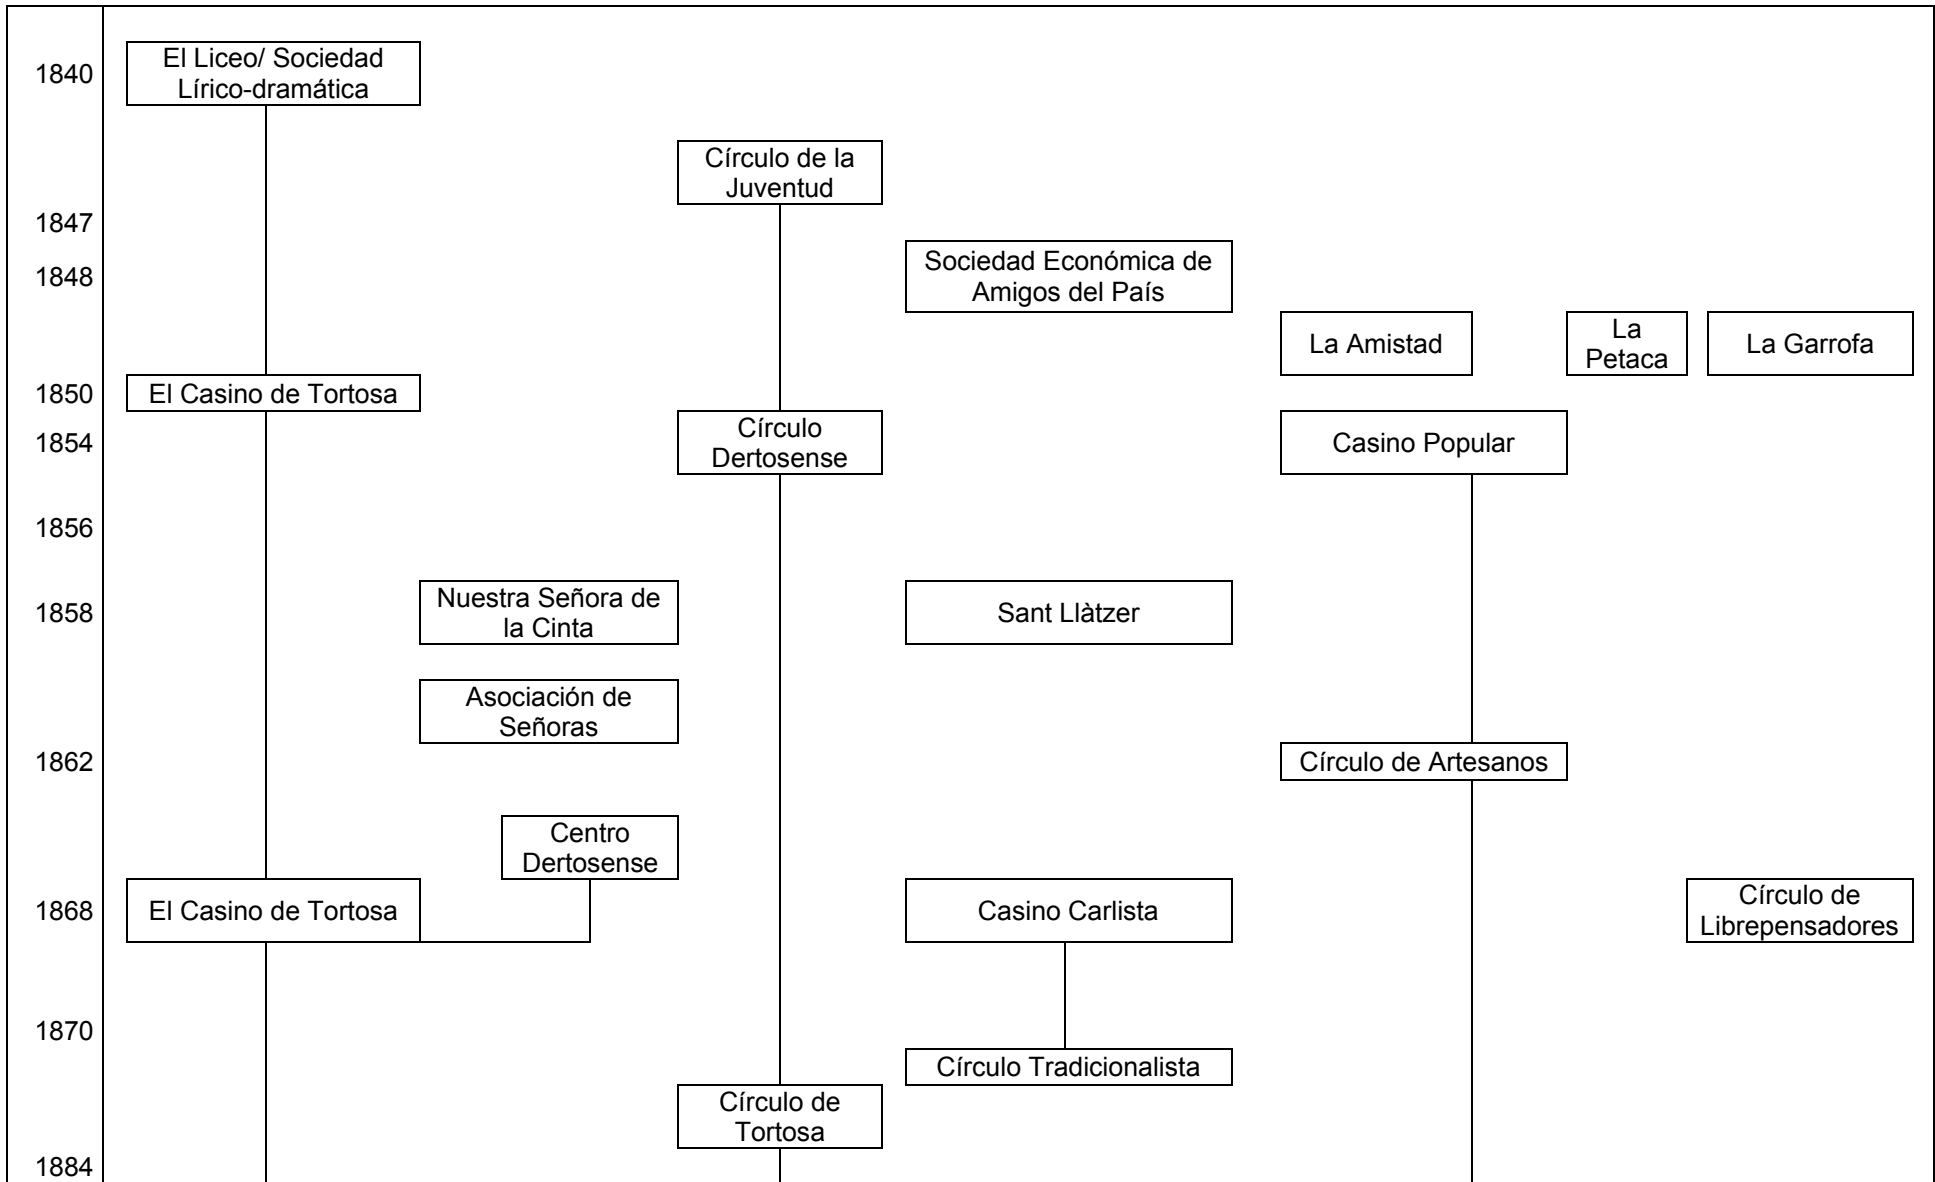 1840
El Liceo/ Sociedad
Lírico-dramática
Círculo de la
Juventud
1847
1848
Sociedad Económica de
Amigos del País
La Amistad
La
Petaca
La Garrofa
1850
El Casino de Tortosa
1854
Círculo
Dertosense
Casino Popular
1856
1858
Nuestra Señora de
la Cinta
Sant Llàtzer
Asociación de
Señoras
1862
Círculo de Artesanos
Centro
Dertosense
1868
El Casino de Tortosa
Casino Carlista
Círculo de
Librepensadores
1870
Círculo Tradicionalista
Círculo de
Tortosa
1884